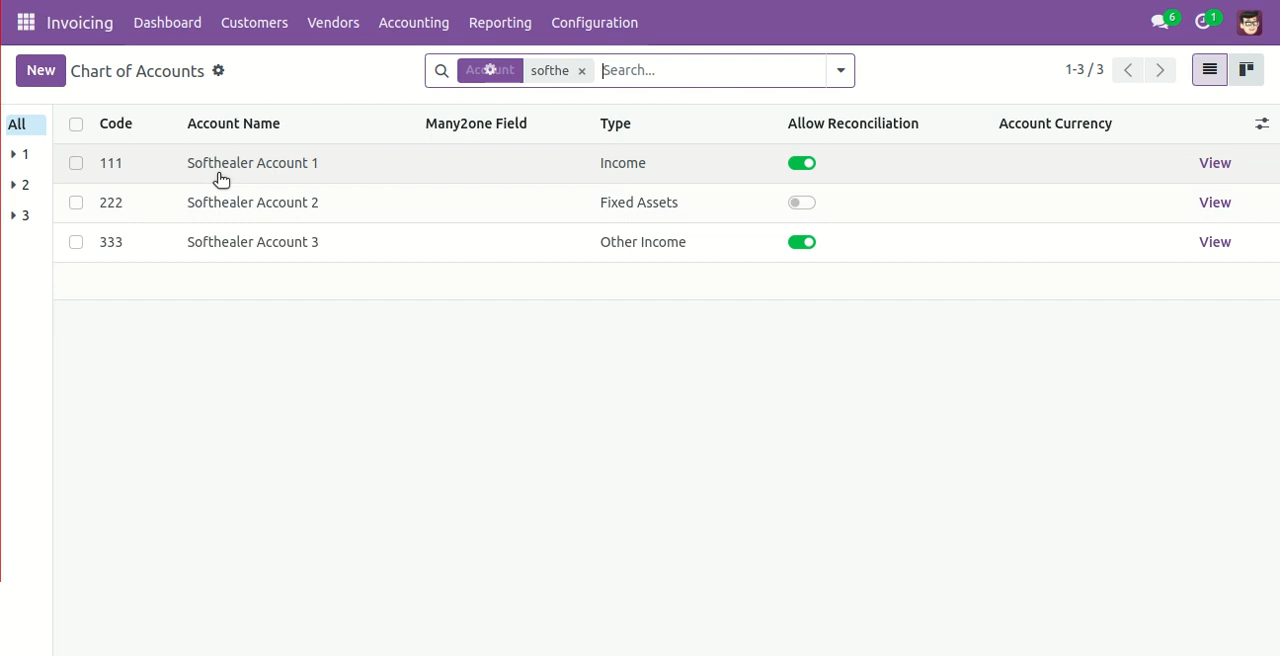 Invoicing Dashboard Customers Vendors Accounting Reporting Configuration 6 1
New Chart of Accounts Account softhe × Search... 1-3 / 3
All Code Account Name Many2one Field Type Allow Reconciliation Account Currency
1 111 Softhealer Account 1 Income View
2 222 Softhealer Account 2 Fixed Assets View
3 333 Softhealer Account 3 Other Income View